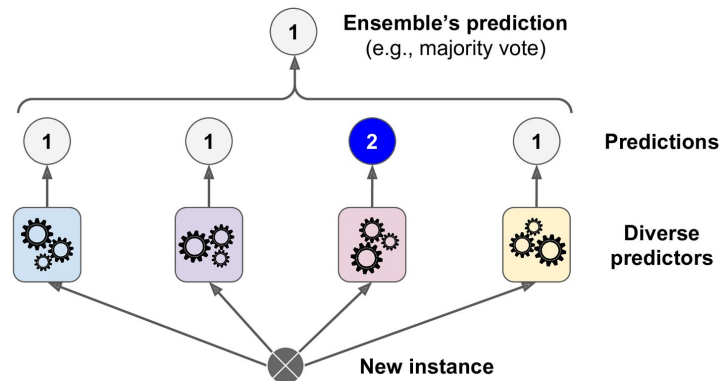 1
Ensemble’s prediction
(e.g., majority vote)
1 1 2 1 Predictions
Diverse
predictors
New instance